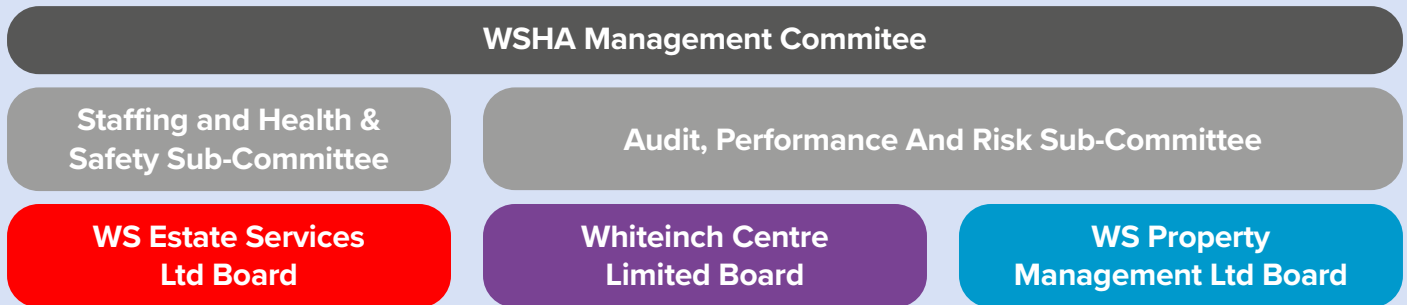 WSHA Management Commitee
Staffing and Health &
Safety Sub-Committee
Audit, Performance And Risk Sub-Committee
WS Estate Services
Ltd Board
Whiteinch Centre
Limited Board
WS Property
Management Ltd Board